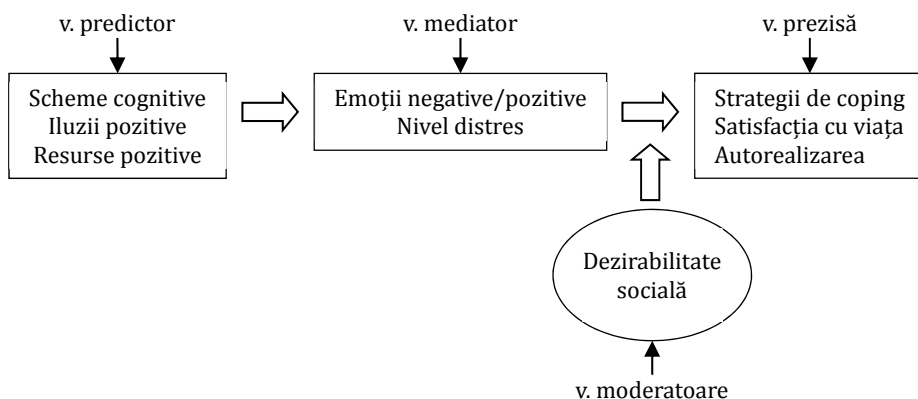 v. predictor
v. mediator
v. prezisă
Scheme cognitive
Iluzii pozitive
Resurse pozitive
Emoții negative/pozitive
Nivel distres
Strategii de coping
Satisfacția cu viața
Autorealizarea
Dezirabilitate
socială
v. moderatoare